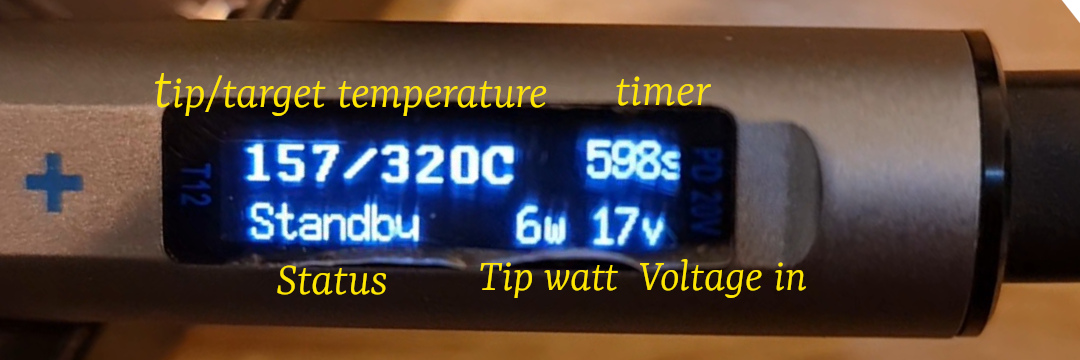 tip/target temperature timer
+
T12
157/320C 598s
PD 20V
Standby 6w 17v
Status Tip watt Voltage in